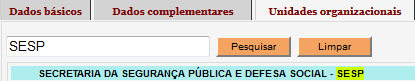 Dados básicos Dados complementares Unidades organizacionais
SESP Pesquisar Limpar
SECRETARIA DA SEGURANÇA PÚBLICA E DEFESA SOCIAL - SESP